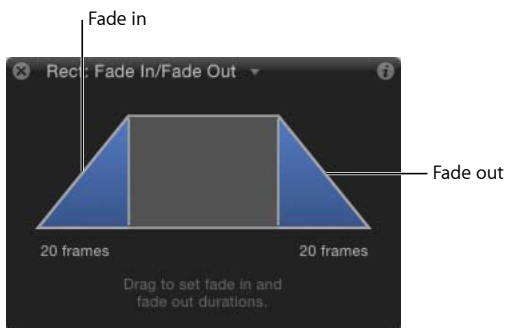 Fade in
Rect: Fade In/Fade Out
Fade out
20 frames
20 frames
Drag to set fade in and
fade out durations.